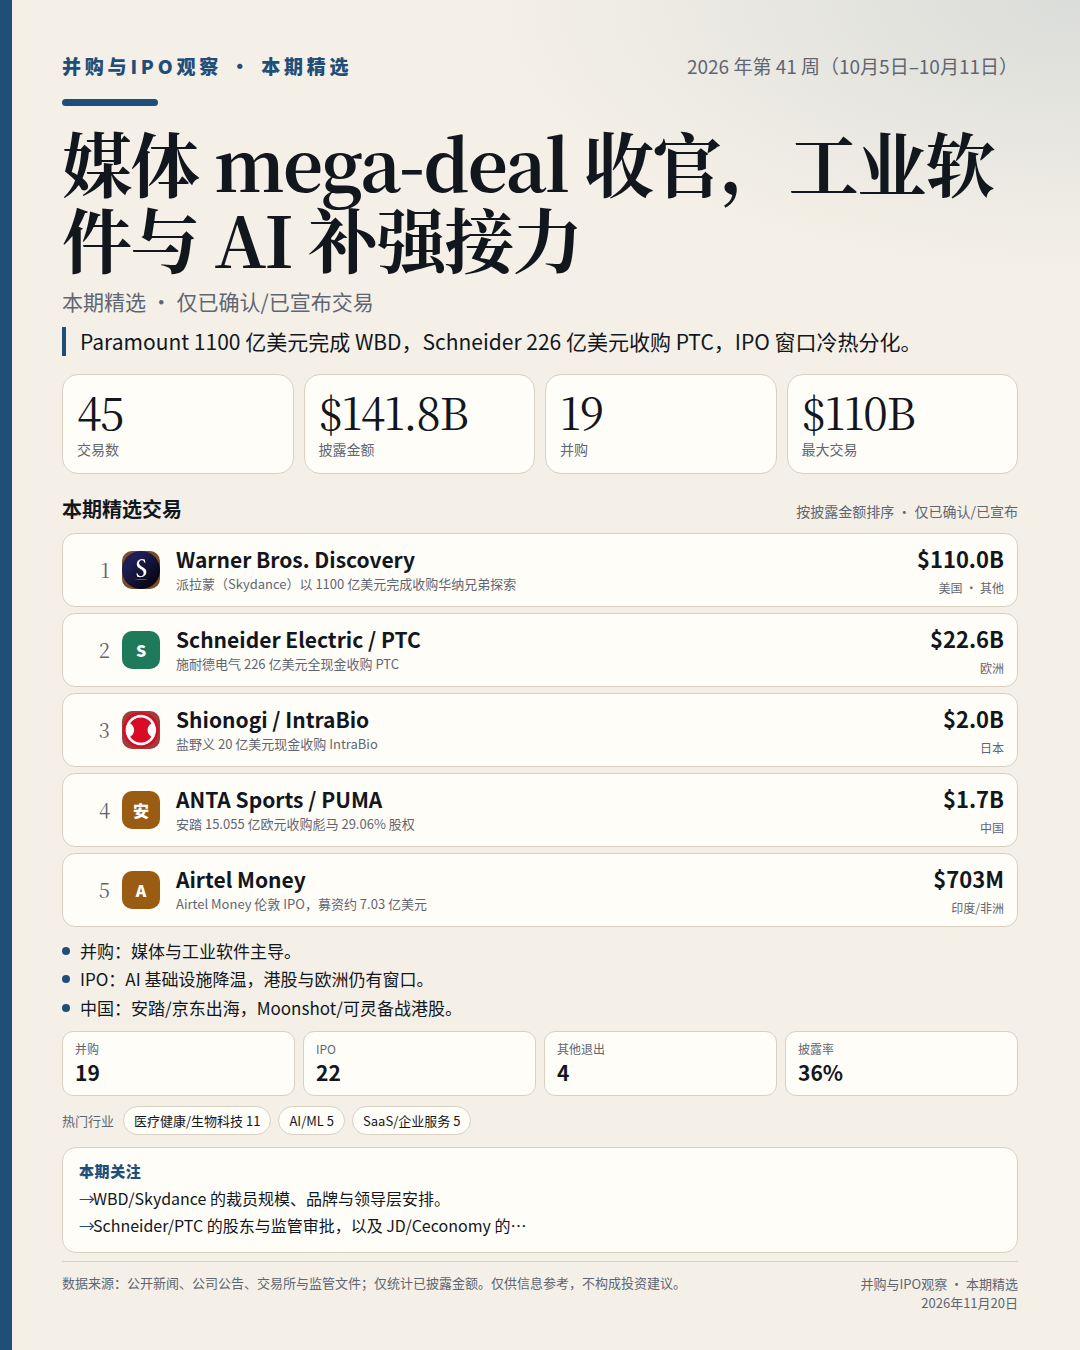 并购与IPO观察 · 本期精选
2026 年第 41 周（10月5日–10月11日）
媒体 mega-deal 收官，工业软
件与 AI 补强接力
本期精选 · 仅已确认/已宣布交易
Paramount 1100 亿美元完成 WBD，Schneider 226 亿美元收购 PTC，IPO 窗口冷热分化。
45
交易数
$141.8B
披露金额
19
并购
$110B
最大交易
本期精选交易
按披露金额排序 · 仅已确认/已宣布
1
S
Warner Bros. Discovery
派拉蒙（Skydance）以 1100 亿美元完成收购华纳兄弟探索
$110.0B
美国 · 其他
2
S
Schneider Electric / PTC
施耐德电气 226 亿美元全现金收购 PTC
$22.6B
欧洲
3
Shionogi / IntraBio
盐野义 20 亿美元现金收购 IntraBio
$2.0B
日本
4
安
ANTA Sports / PUMA
安踏 15.055 亿欧元收购彪马 29.06% 股权
$1.7B
中国
5
A
Airtel Money
Airtel Money 伦敦 IPO，募资约 7.03 亿美元
$703M
印度/非洲
并购：媒体与工业软件主导。
IPO：AI 基础设施降温，港股与欧洲仍有窗口。
中国：安踏/京东出海，Moonshot/可灵备战港股。
并购
19
IPO
22
其他退出
4
披露率
36%
热门行业
医疗健康/生物科技 11
AI/ML 5
SaaS/企业服务 5
本期关注
→WBD/Skydance 的裁员规模、品牌与领导层安排。
→Schneider/PTC 的股东与监管审批，以及 JD/Ceconomy 的…
数据来源：公开新闻、公司公告、交易所与监管文件；仅统计已披露金额。仅供信息参考，不构成投资建议。
并购与IPO观察 · 本期精选
2026年11月20日